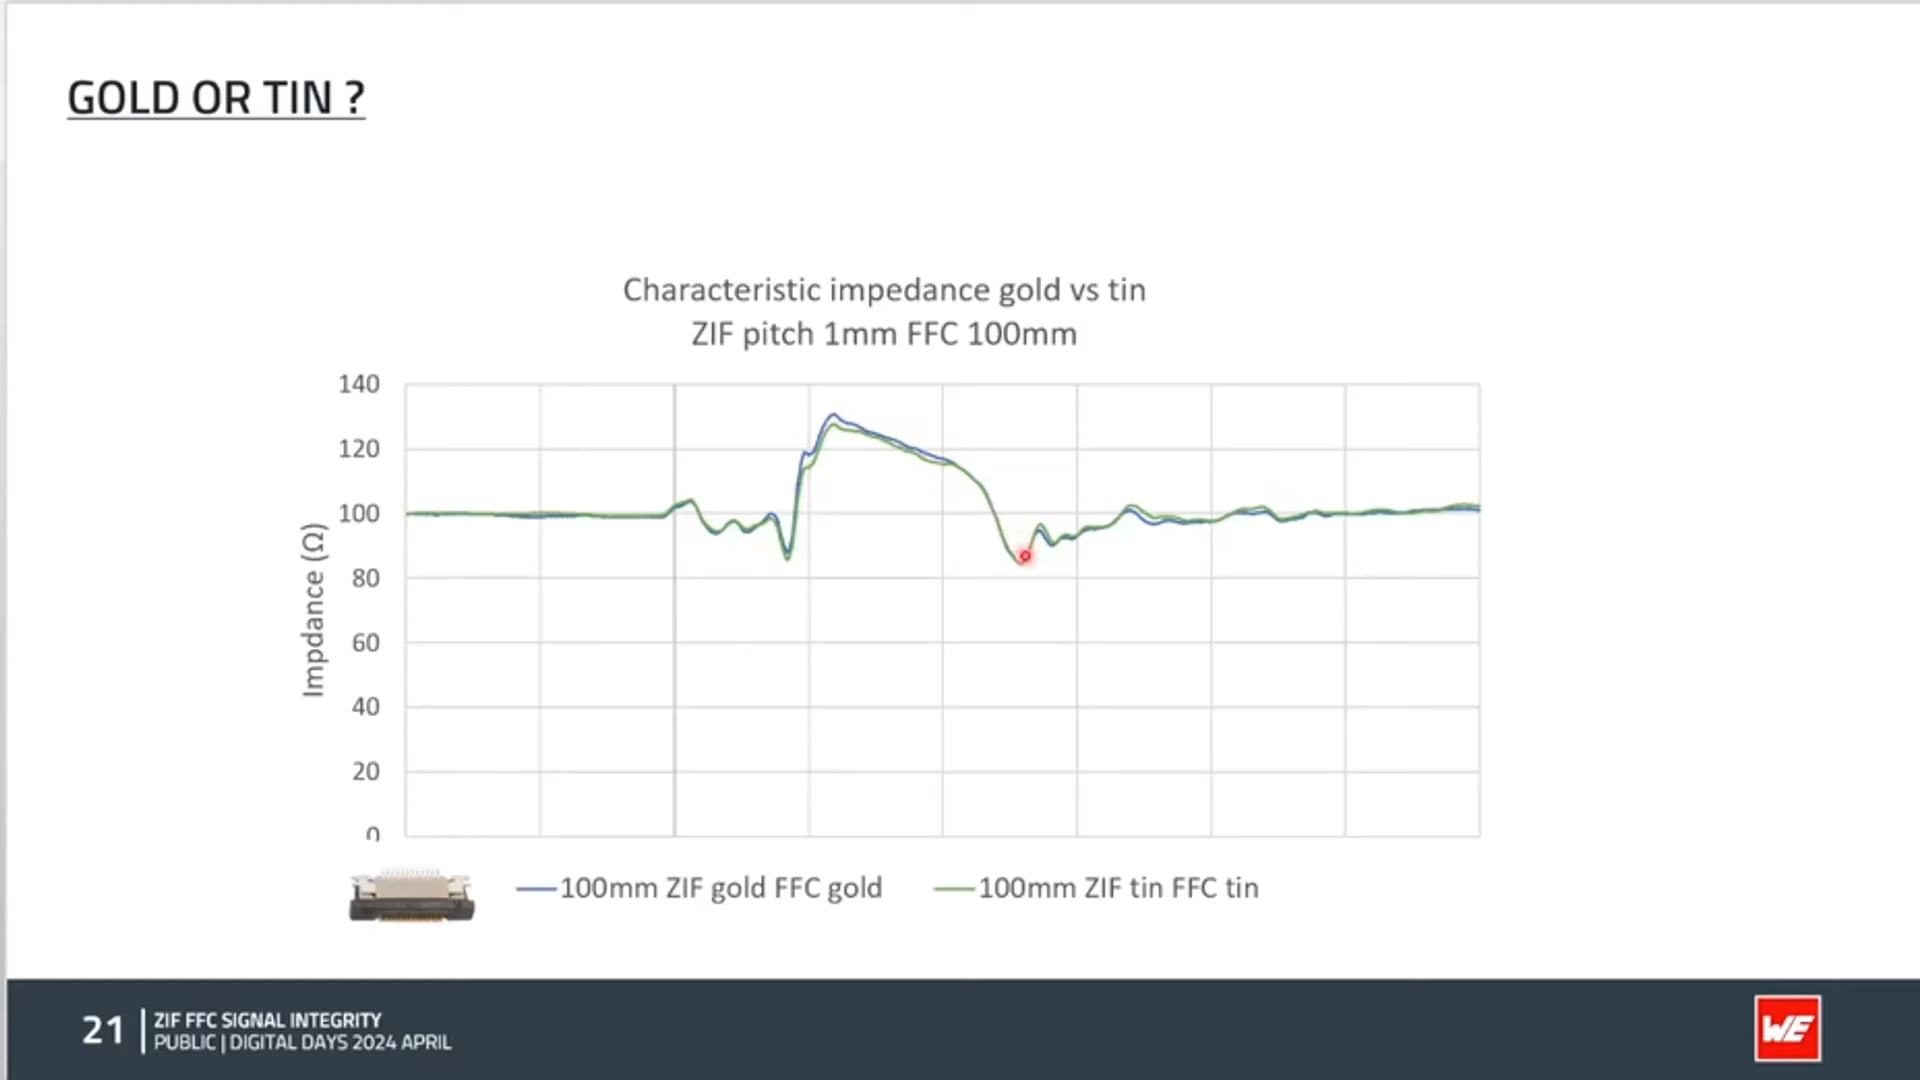 GOLD OR TIN ?
Characteristic impedance gold vs tin
ZIF pitch 1mm FFC 100mm
140
120
100
80
60
40
20
0
Impdance (Ω)
100mm ZIF gold FFC gold
100mm ZIF tin FFC tin
21
ZIF FFC SIGNAL INTEGRITY
PUBLIC | DIGITAL DAYS 2024 APRIL
WE